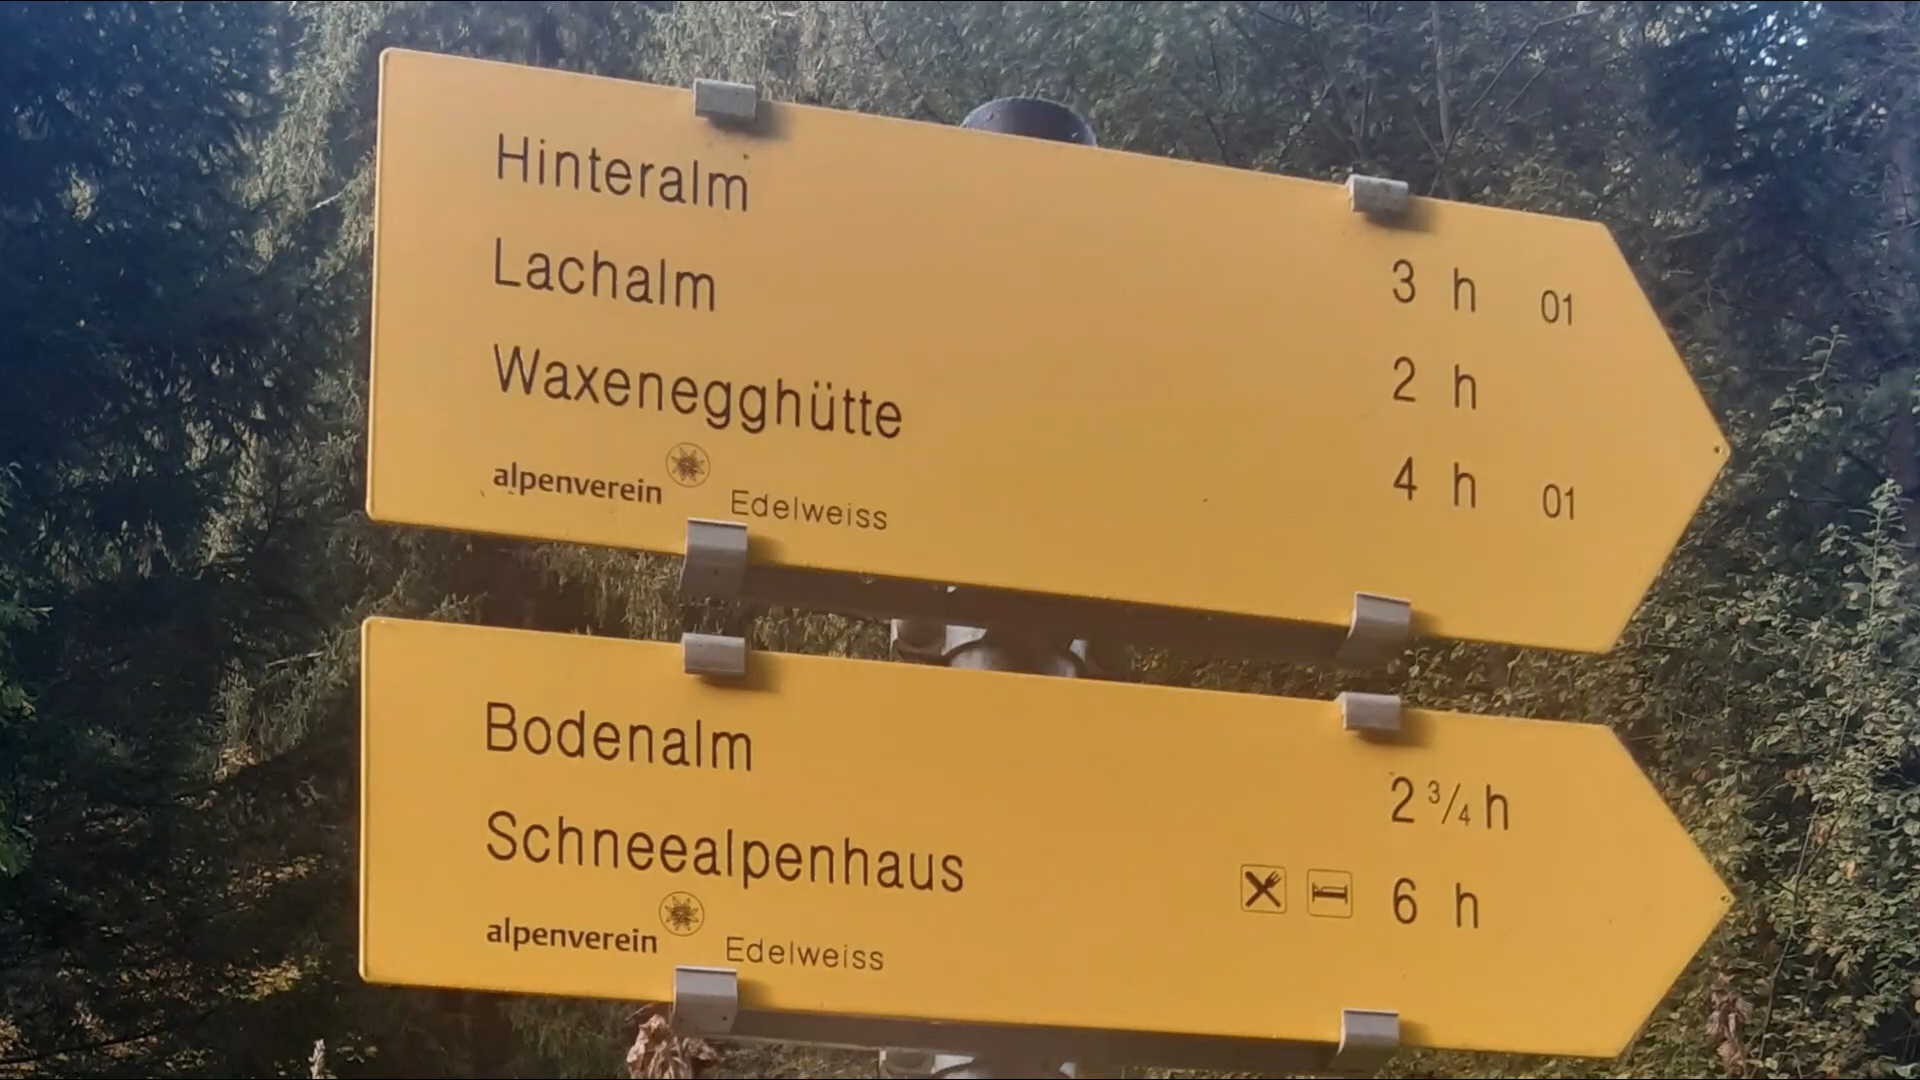 Hinteralm 3 h 01
Lachalm 2 h
Waxenegghütte 4 h 01
alpenverein Edelweiss
Bodenalm 2 3/4 h
Schneealpenhaus 6 h
alpenverein Edelweiss